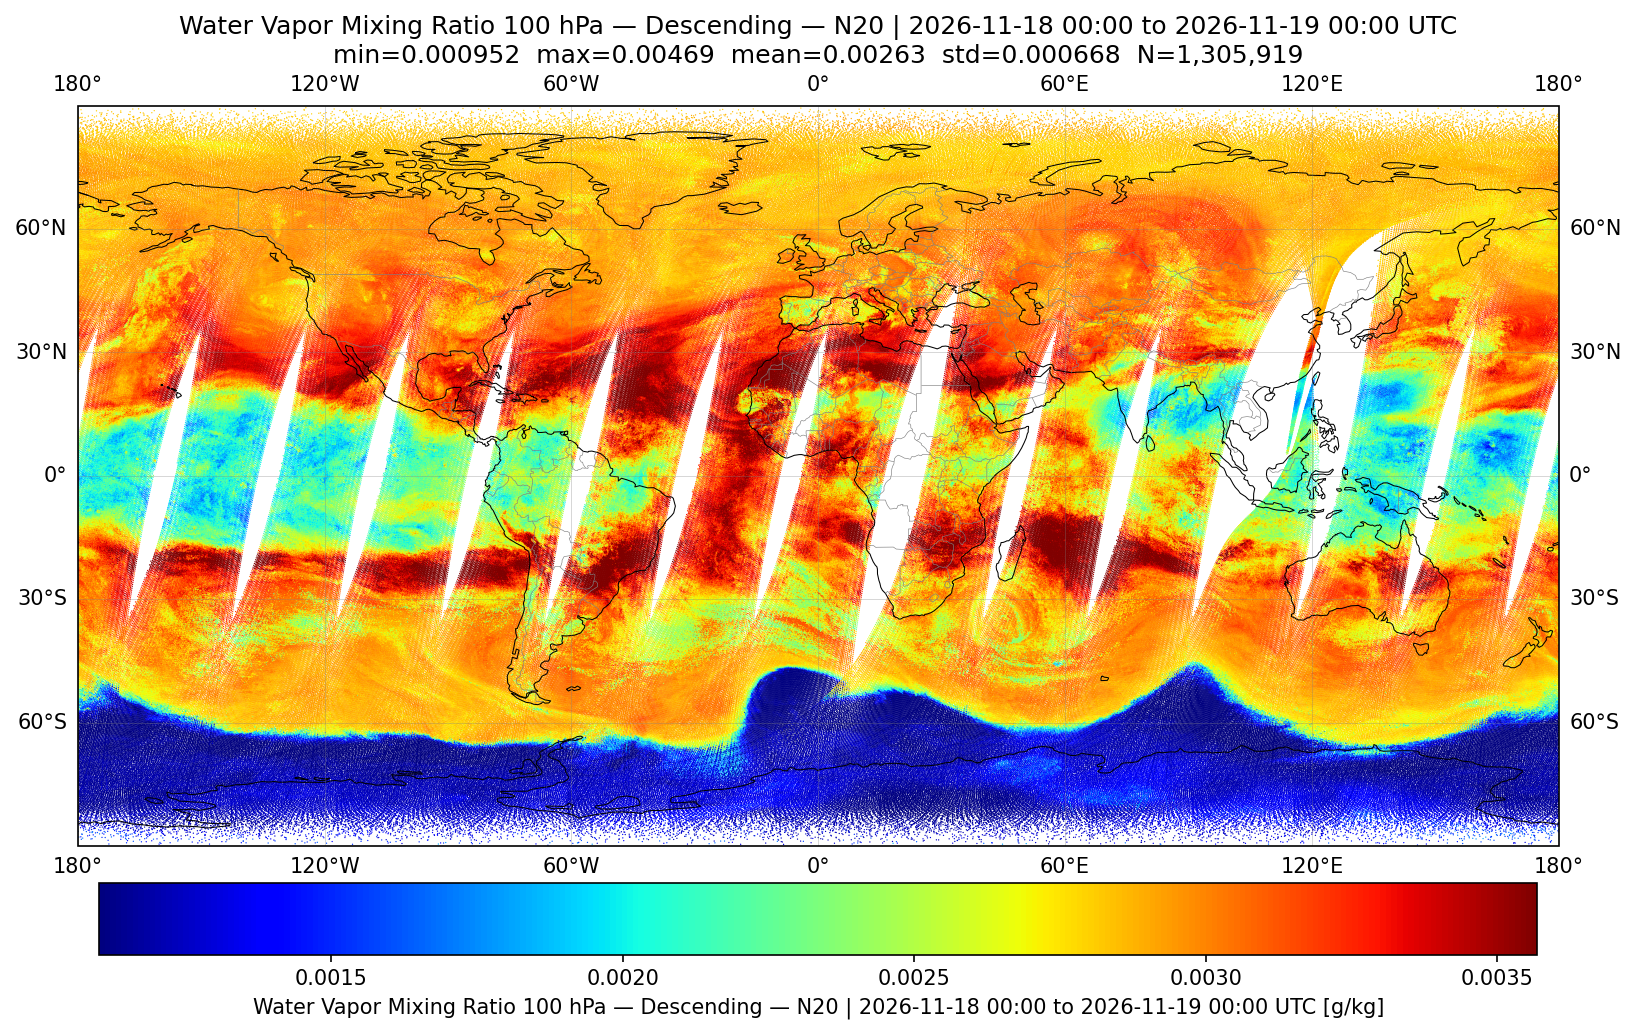 Water Vapor Mixing Ratio 100 hPa — Descending — N20 | 2026-11-18 00:00 to 2026-11-19 00:00 UTC
min=0.000952  max=0.00469  mean=0.00263  std=0.000668  N=1,305,919
180° 120°W 60°W 0° 60°E 120°E 180°
60°N 60°N
30°N 30°N
0° 0°
30°S 30°S
60°S 60°S
180° 120°W 60°W 0° 60°E 120°E 180°
0.0015 0.0020 0.0025 0.0030 0.0035
Water Vapor Mixing Ratio 100 hPa — Descending — N20 | 2026-11-18 00:00 to 2026-11-19 00:00 UTC [g/kg]